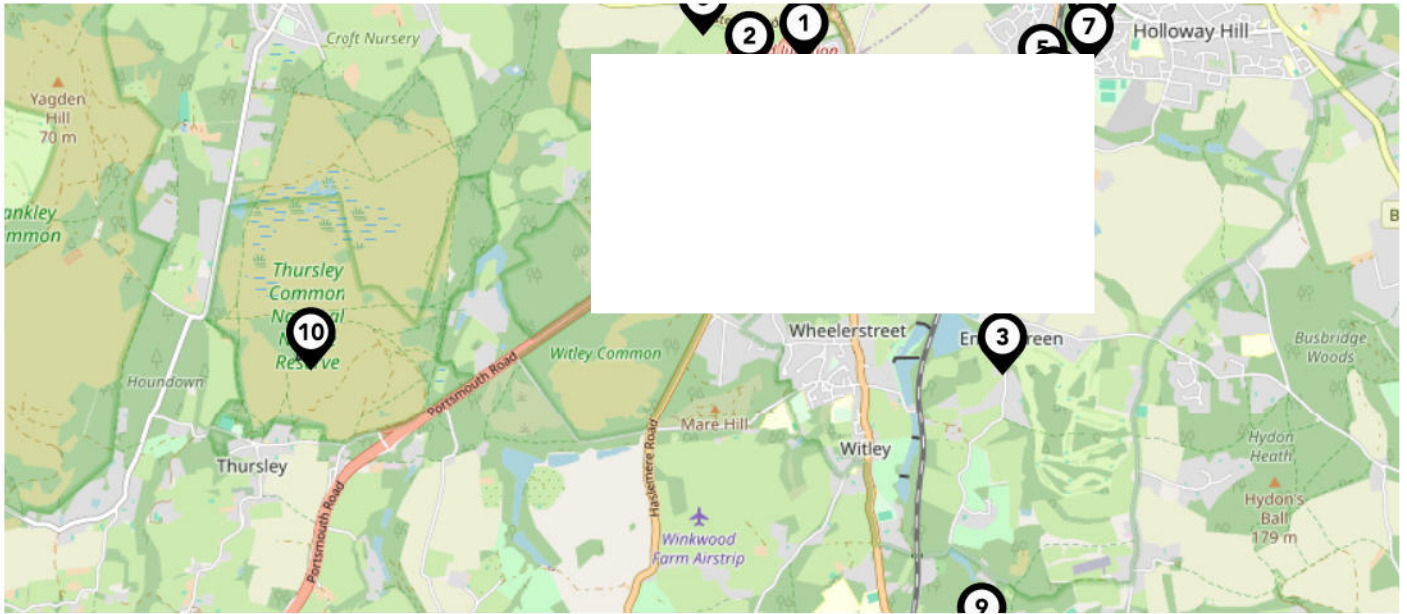 Croft Nursery
2
1
5
7
Holloway Hill
Yagden
Hill
70 m
B
Thursley
Common
Reserve
10
Wheelerstreet
3
Busbridge
Woods
Witley Common
Houndown
Portsmouth Road
Mare Hill
Thursley
Haslemere Road
Witley
Hydon
Heath
Portsmouth Road
Winkwood
Farm Airstrip
Hydon's
Ball
179 m
9